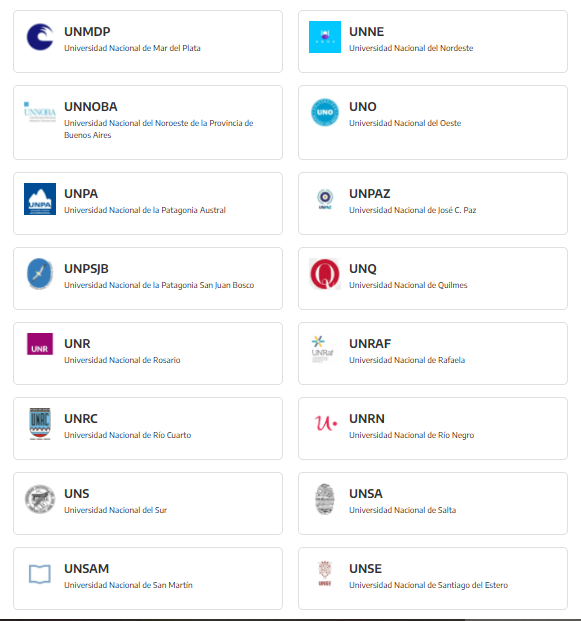 UNMDP
Universidad Nacional de Mar del Plata
UNNE
Universidad Nacional del Nordeste
UNNOBA
UNNOBA
Universidad Nacional del Noroeste de la Provincia de
Buenos Aires
UNO
UNO
Universidad Nacional del Oeste
UNPA
UNPA
Universidad Nacional de la Patagonia Austral
UNPAZ
UNPAZ
Universidad Nacional de José C. Paz
UNPSJB
Universidad Nacional de la Patagonia San Juan Bosco
Q
UNQ
Universidad Nacional de Quilmes
UNR
UNR
Universidad Nacional de Rosario
UNRaf
UNRAF
Universidad Nacional de Rafaela
UNRC
UNRC
Universidad Nacional de Río Cuarto
UNRN
Universidad Nacional de Río Negro
UNS
Universidad Nacional del Sur
UNSA
Universidad Nacional de Salta
UNSAM
Universidad Nacional de San Martín
UNSE
UNSE
Universidad Nacional de Santiago del Estero